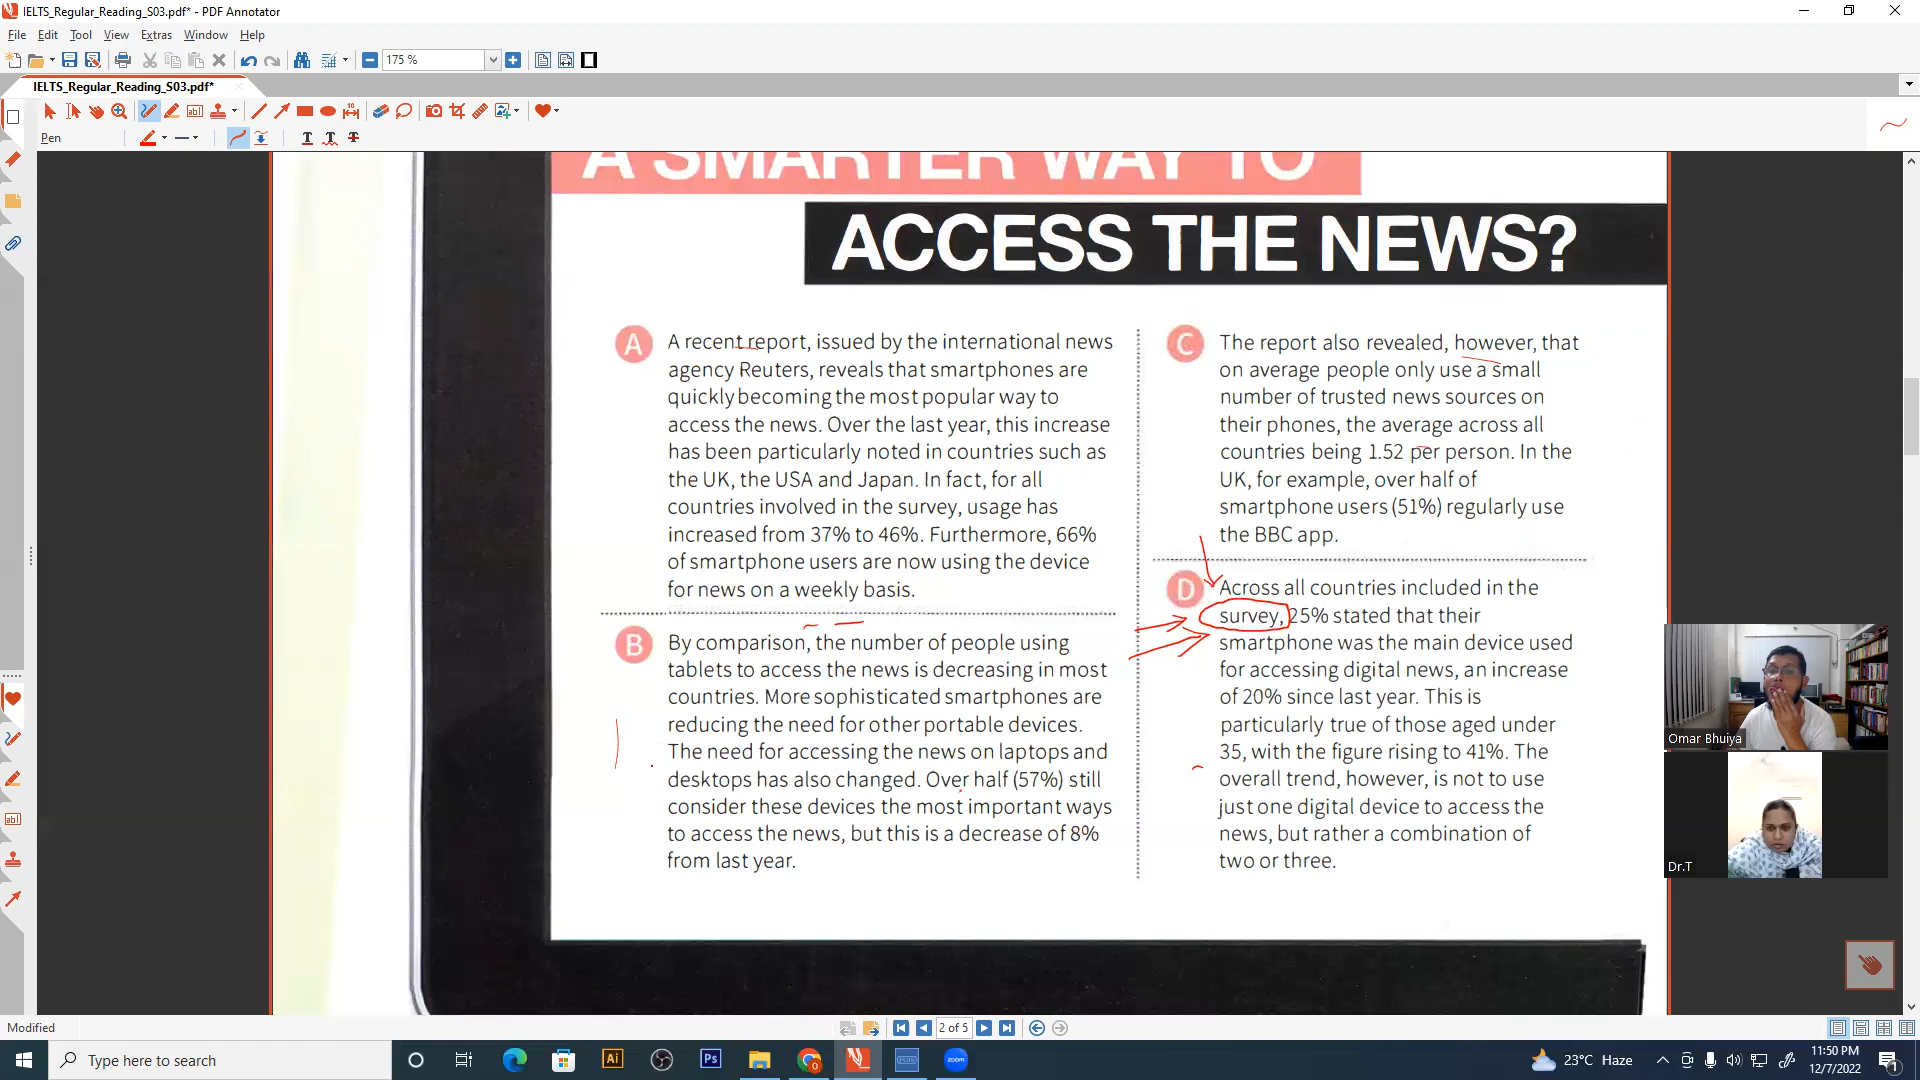 IELTS_Regular_Reading_S03.pdf* - PDF Annotator
File Edit Tool View Extras Window Help
175 %
IELTS_Regular_Reading_S03.pdf*
Pen
A SMARTER WAY TO
ACCESS THE NEWS?
A
A recent report, issued by the international news
agency Reuters, reveals that smartphones are
quickly becoming the most popular way to
access the news. Over the last year, this increase
has been particularly noted in countries such as
the UK, the USA and Japan. In fact, for all
countries involved in the survey, usage has
increased from 37% to 46%. Furthermore, 66%
of smartphone users are now using the device
for news on a weekly basis.
B
By comparison, the number of people using
tablets to access the news is decreasing in most
countries. More sophisticated smartphones are
reducing the need for other portable devices.
The need for accessing the news on laptops and
desktops has also changed. Over half (57%) still
consider these devices the most important ways
to access the news, but this is a decrease of 8%
from last year.
C
The report also revealed, however, that
on average people only use a small
number of trusted news sources on
their phones, the average across all
countries being 1.52 per person. In the
UK, for example, over half of
smartphone users (51%) regularly use
the BBC app.
D
Across all countries included in the
survey, 25% stated that their
smartphone was the main device used
for accessing digital news, an increase
of 20% since last year. This is
particularly true of those aged under
35, with the figure rising to 41%. The
overall trend, however, is not to use
just one digital device to access the
news, but rather a combination of
two or three.
Omar Bhuiya
Dr.T
Modified
2 of 5
Type here to search
Ai
Ps
zoom
23°C Haze
11:50 PM
12/7/2022
1